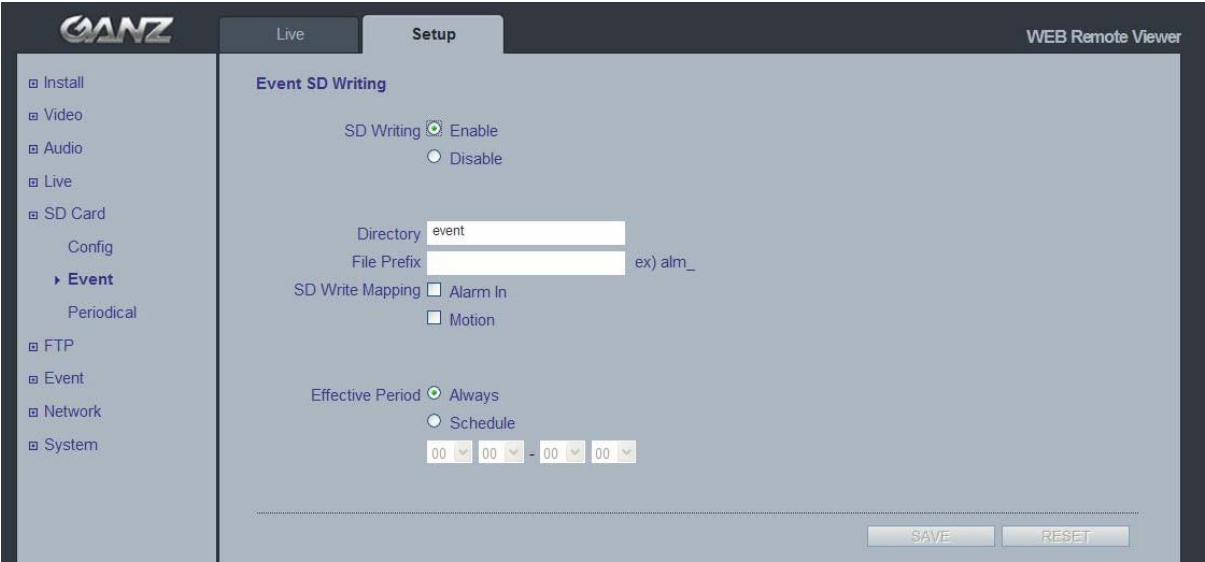 GANZ
Live
Setup
WEB Remote Viewer
Install
Video
Audio
Live
SD Card
Config
Event
Periodical
FTP
Event
Network
System
Event SD Writing
SD Writing Enable
Disable
Directory event
File Prefix ex) alm_
SD Write Mapping Alarm In
Motion
Effective Period Always
Schedule
00 00 - 00 00
SAVE RESET